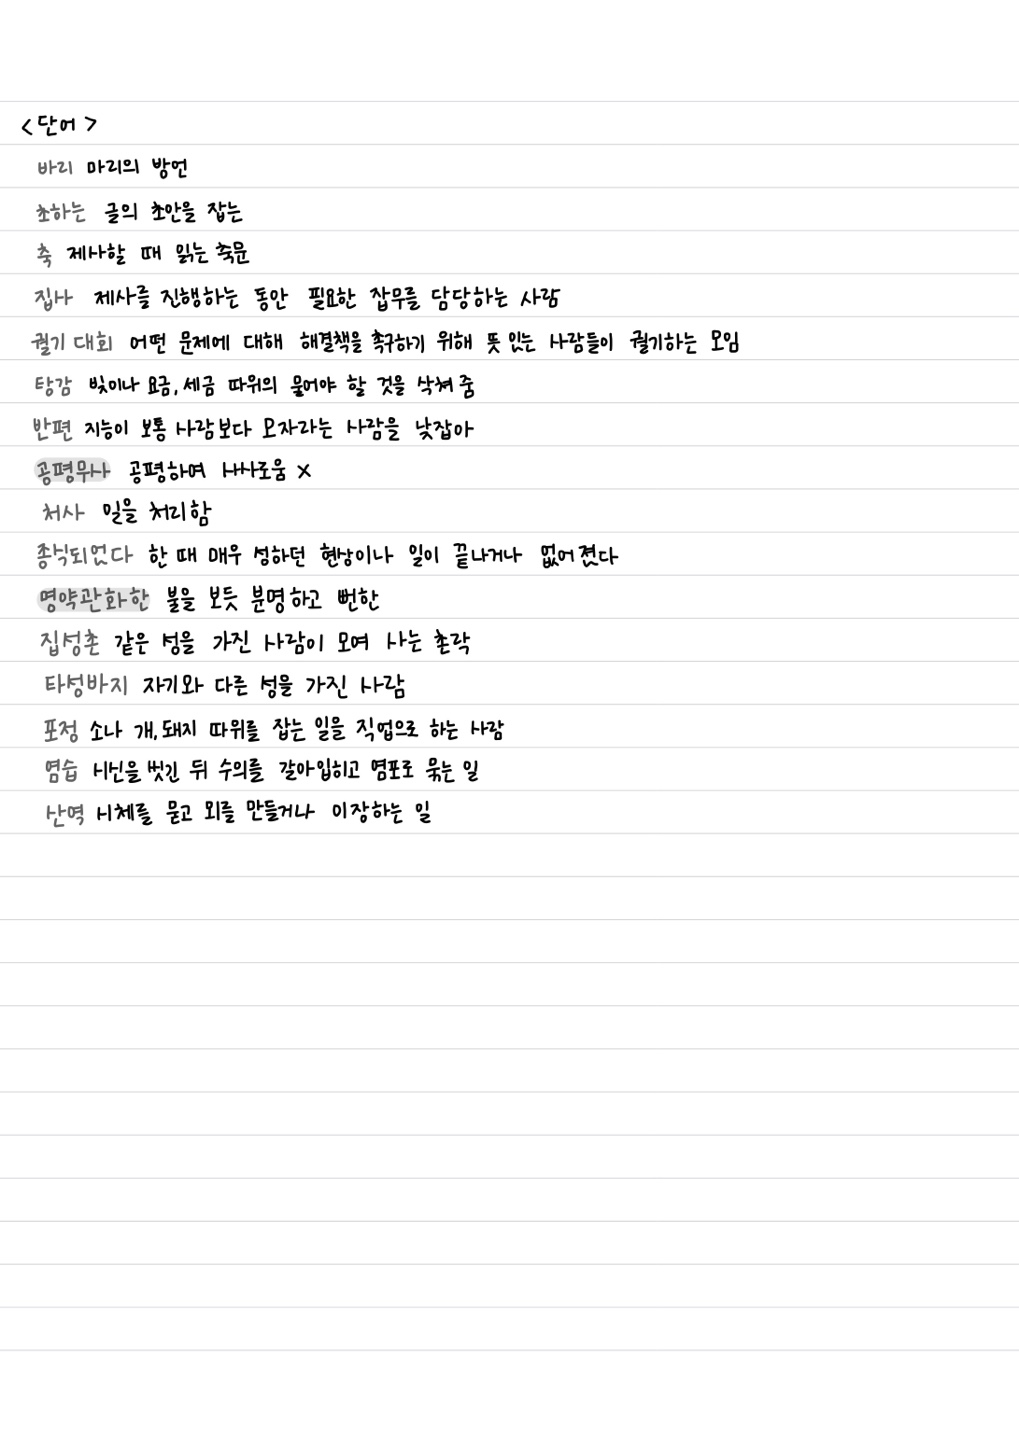 <단어>
바리 마리의 방언
초하는 글의 초안을 잡는
축 제사할 때 읽는 축문
집사 제사를 진행하는 동안 필요한 잡무를 담당하는 사람
궐기 대회 어떤 문제에 대해 해결책을 촉구하기 위해 뜻 있는 사람들이 궐기하는 모임
탕감 빚이나 요금, 세금 따위의 물어야 할 것을 삭쳐 줌
반편 지능이 보통 사람보다 모자라는 사람을 낮잡아
공평무사 공평하여 사사로움 X
처사 일을 처리함
종식되었다 한 때 매우 성하던 현상이나 일이 끝나거나 없어졌다
명약관화한 불을 보듯 분명하고 뻔한
집성촌 같은 성을 가진 사람이 모여 사는 촌락
타성바지 자기와 다른 성을 가진 사람
포정 소나 개, 돼지 따위를 잡는 일을 직업으로 하는 사람
염습 시신을 씻긴 뒤 수의를 갈아입히고 염포로 묶는 일
산역 시체를 묻고 뫼를 만들거나 이장하는 일